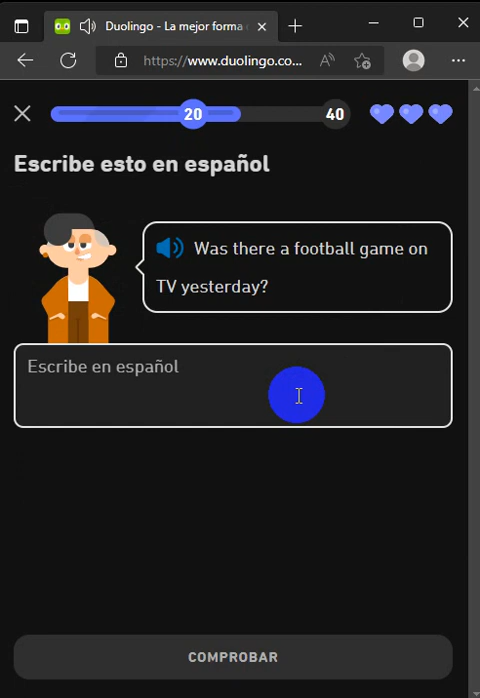 Duolingo - La mejor forma
https://www.duolingo.co...
20
40
Escribe esto en español
Was there a football game on
TV yesterday?
Escribe en español
COMPROBAR